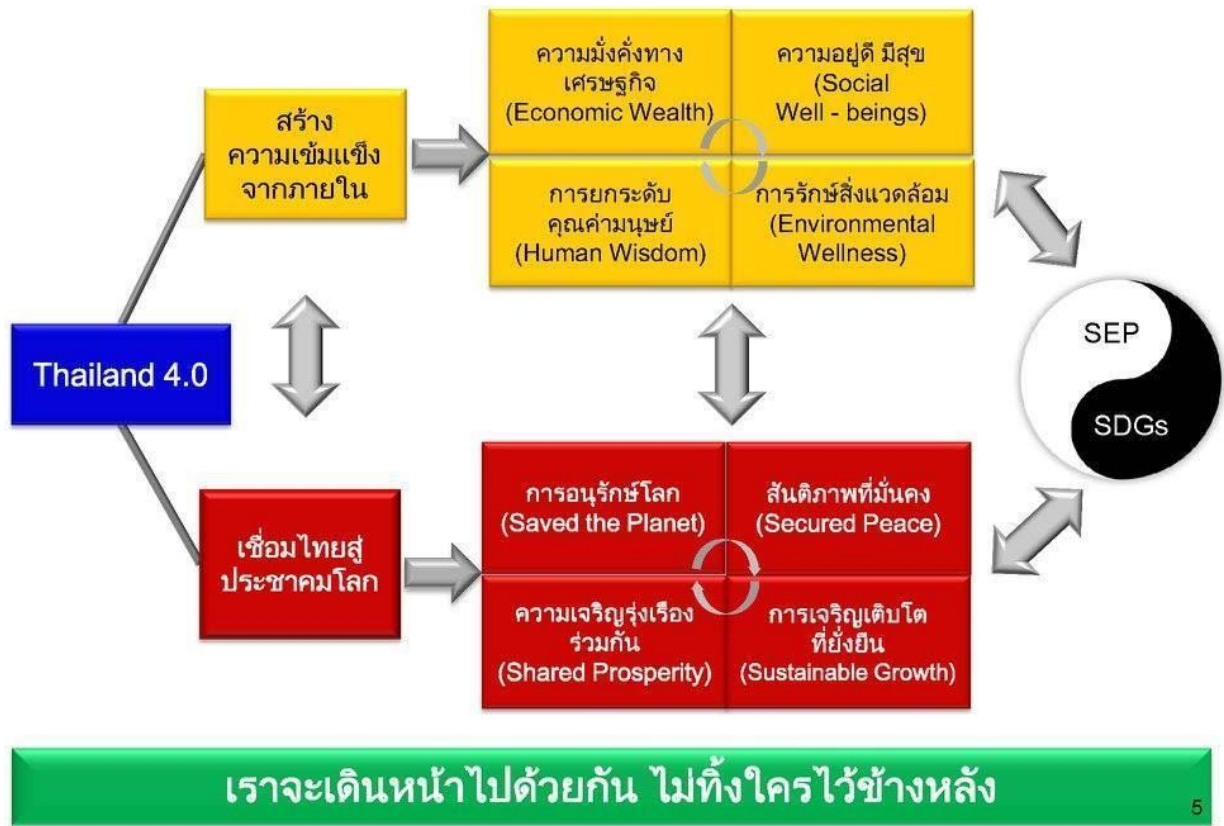 ความมั่งคั่งทาง
เศรษฐกิจ
(Economic Wealth)
ความอยู่ดี มีสุข
(Social
Well - beings)
สร้าง
ความเข้มแข็ง
จากภายใน
การยกระดับ
คุณค่ามนุษย์
(Human Wisdom)
การรักษ์สิ่งแวดล้อม
(Environmental
Wellness)
Thailand 4.0
SEP
SDGs
เชื่อมไทยสู่
ประชาคมโลก
การอนุรักษ์โลก
(Saved the Planet)
สันติภาพที่มั่นคง
(Secured Peace)
ความเจริญรุ่งเรือง
ร่วมกัน
(Shared Prosperity)
การเจริญเติบโต
ที่ยั่งยืน
(Sustainable Growth)
เราจะเดินหน้าไปด้วยกัน ไม่ทิ้งใครไว้ข้างหลัง
5